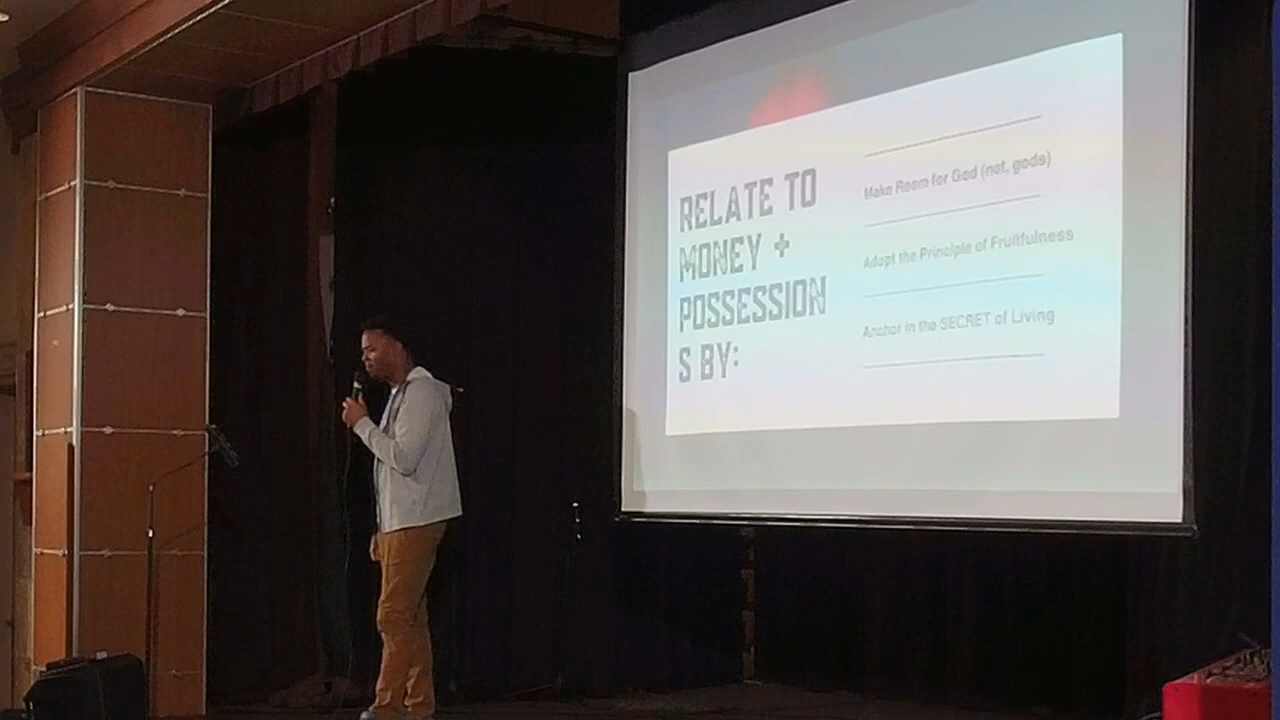 RELATE TO
MONEY +
POSSESSION
S BY:
Make Room for God (not, gods)
Adopt the Principle of Fruitfulness
Anchor in the SECRET of Living